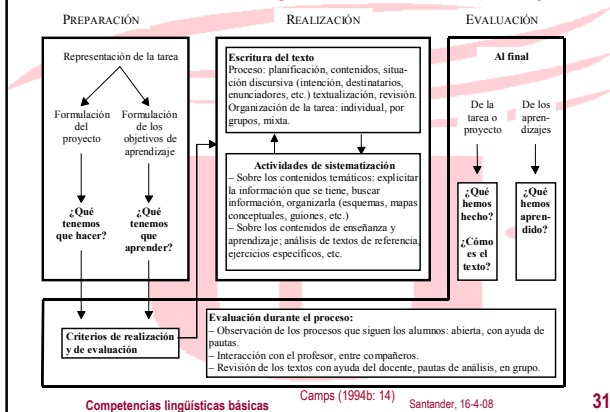 PREPARACIÓN
REALIZACIÓN
EVALUACIÓN
Representación de la tarea
Formulación
del
proyecto
Formulación
de los
objetivos de
aprendizaje
¿Qué
tenemos
que hacer?
¿Qué
tenemos
que
aprender?
Escritura del texto
Proceso: planificación, contenidos, situa-
ción discursiva (intención, destinatarios,
enunciadores, etc.) textualización, revisión.
Organización de la tarea: individual, por
grupos, mixta.
Actividades de sistematización
– Sobre los contenidos temáticos: explicitar
la información que se tiene, buscar
información, organizarla (esquemas, mapas
conceptuales, guiones, etc.)
– Sobre los contenidos de enseñanza y
aprendizaje; análisis de textos de referencia,
ejercicios específicos, etc.
Al final
De la
tarea o
proyecto
De los
apren-
dizajes
¿Qué
hemos
hecho?
¿Cómo
es el
texto?
¿Qué
hemos
apren-
dido?
Criterios de realización
y de evaluación
Evaluación durante el proceso:
– Observación de los procesos que siguen los alumnos: abierta, con ayuda de
pautas.
– Interacción con el profesor, entre compañeros.
– Revisión de los textos con ayuda del docente, pautas de análisis, en grupo.
Competencias lingüísticas básicas
Camps (1994b: 14)
Santander, 16-4-08
31